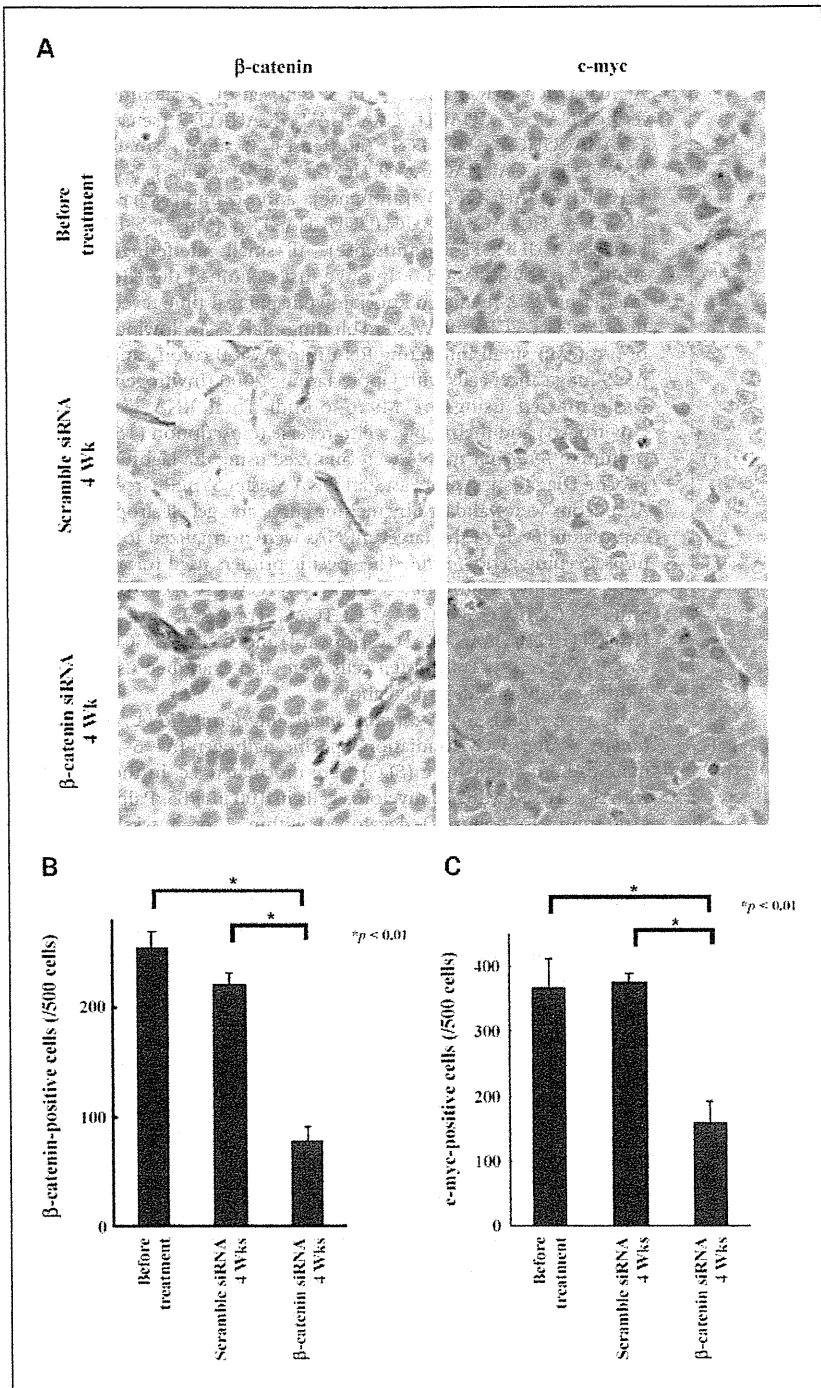 A
β-catenin
c-myc
Before
treatment
Scramble siRNA
4 Wk
β-catenin siRNA
4 Wk
B
*
*
*p < 0.01
β-catenin-positive cells (/500 cells)
200
100
0
Before
treatment
Scramble siRNA
4 Wks
β-catenin siRNA
4 Wks
C
*
*
*p < 0.01
c-myc-positive cells (/500 cells)
400
300
200
100
0
Before
treatment
Scramble siRNA
4 Wks
β-catenin siRNA
4 Wks